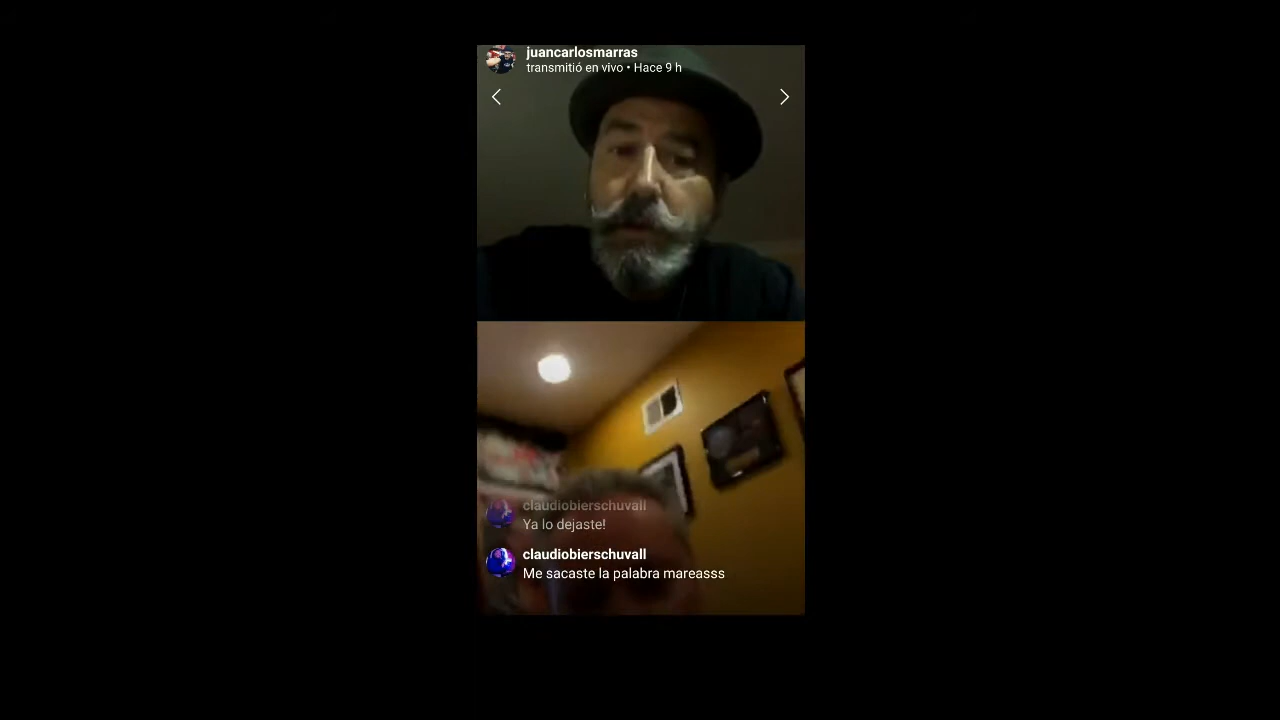 juancarlosmarras
transmitió en vivo • Hace 9 h
claudiobierschuvall
Ya lo dejaste!
claudiobierschuvall
Me sacaste la palabra mareasss